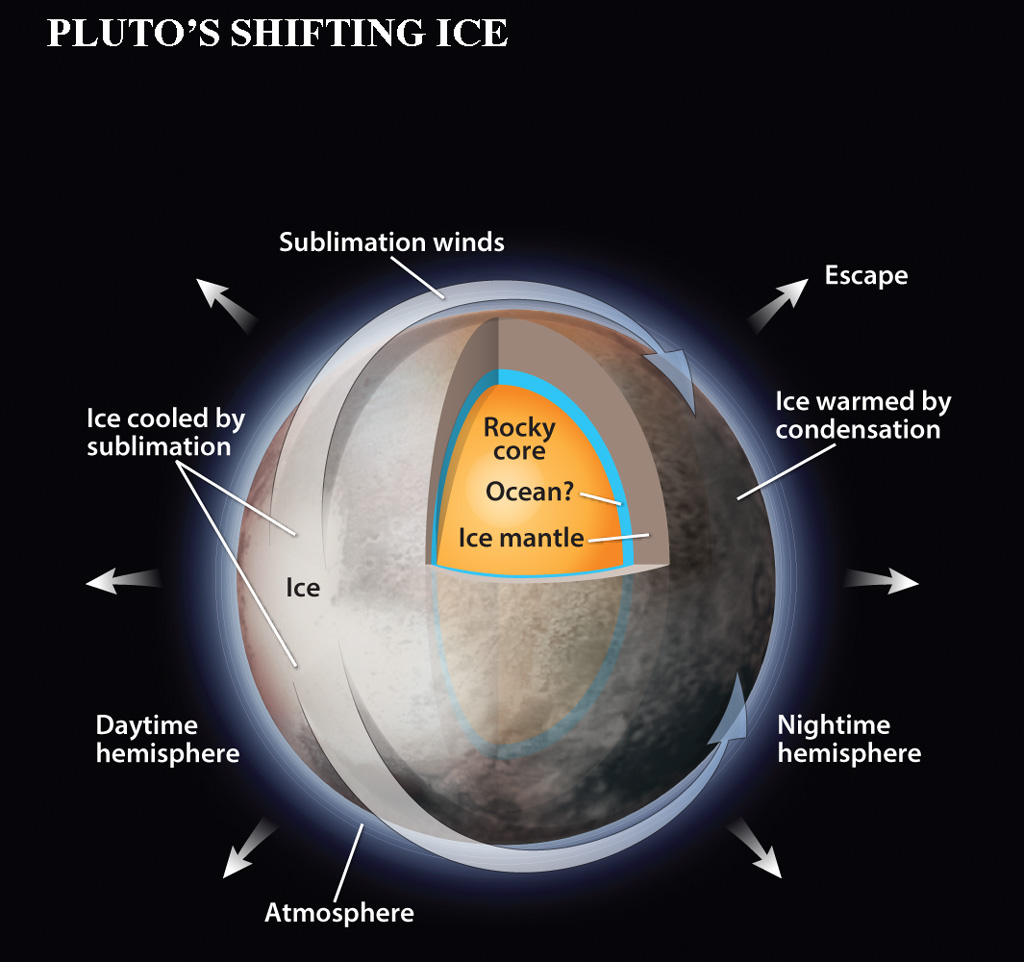 PLUTO’S SHIFTING ICE
Sublimation winds
Escape
Ice cooled by
sublimation
Ice warmed by
condensation
Rocky
core
Ocean?
Ice mantle
Ice
Daytime
hemisphere
Nightime
hemisphere
Atmosphere